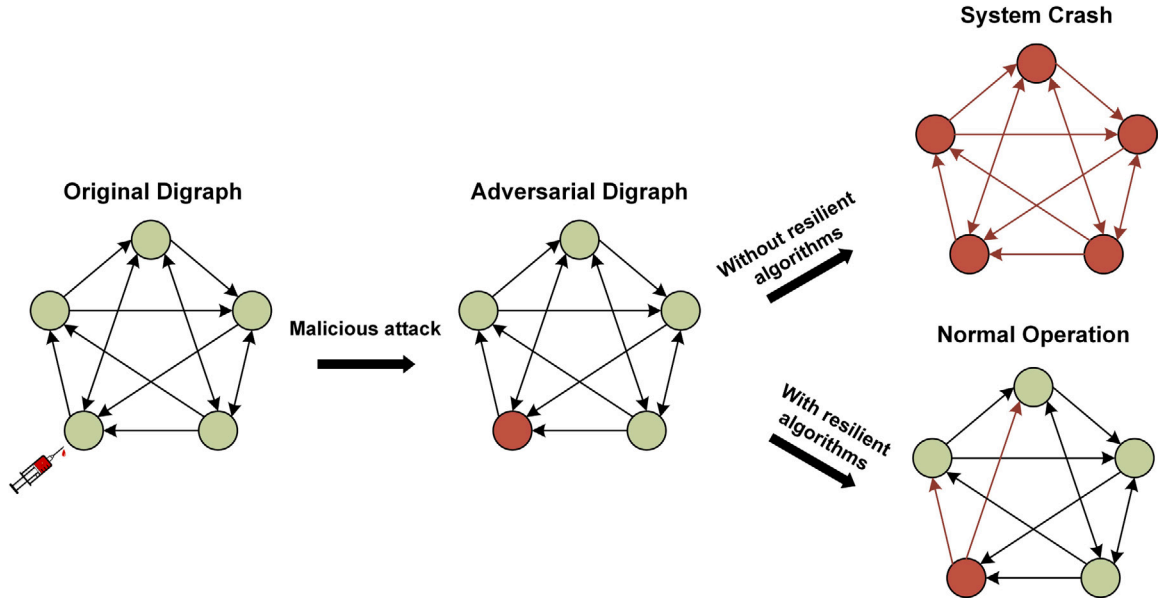 System Crash
Original Digraph
Adversarial Digraph
Malicious attack
Without resilient
algorithms
Normal Operation
With resilient
algorithms